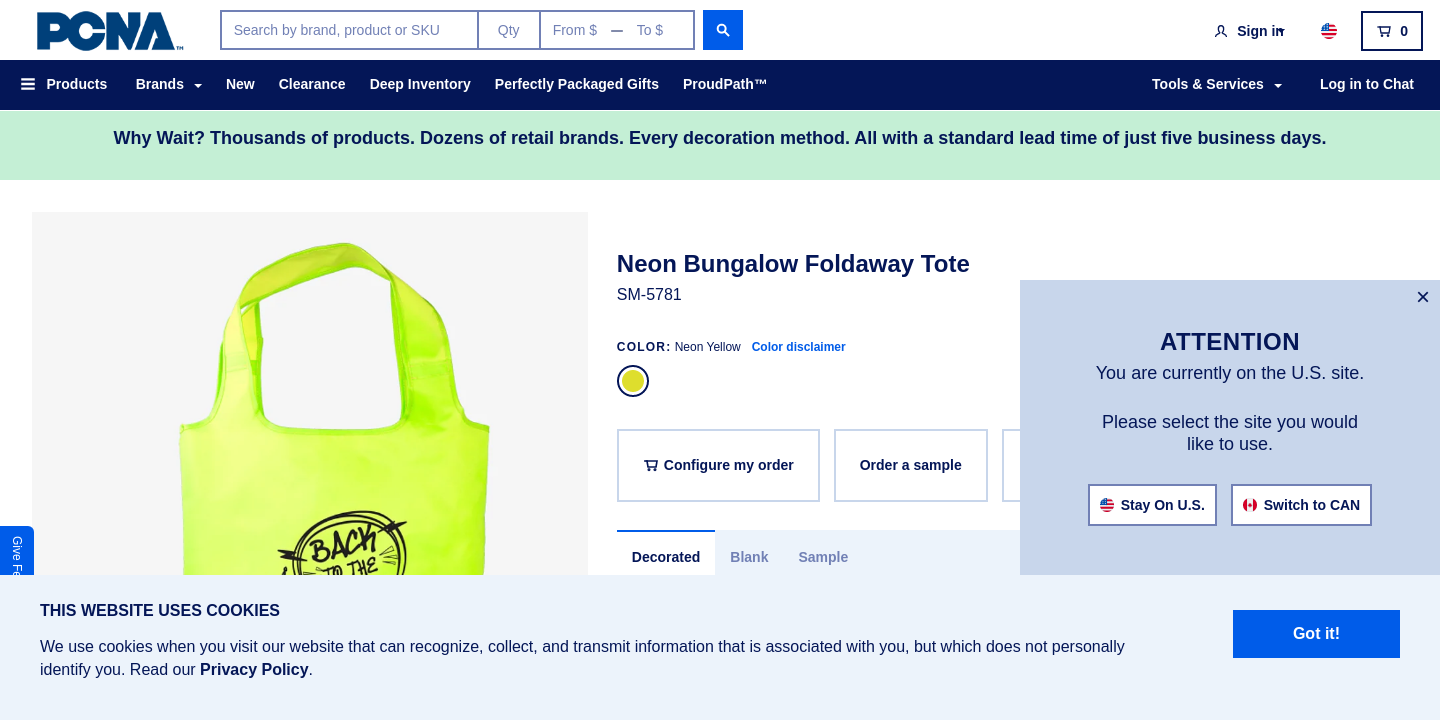 PCNA™
Search by brand, product or SKU
Qty
From $ — To $
Sign in
0
Products
Brands
New
Clearance
Deep Inventory
Perfectly Packaged Gifts
ProudPath™
Tools & Services
Log in to Chat
Why Wait? Thousands of products. Dozens of retail brands. Every decoration method. All with a standard lead time of just five business days.
BACK
TO THE
Neon Bungalow Foldaway Tote
SM-5781
COLOR: Neon Yellow Color disclaimer
Configure my order
Order a sample
Decorated
Blank
Sample
×
ATTENTION
You are currently on the U.S. site.
Please select the site you would
like to use.
Stay On U.S.
Switch to CAN
Give Fe
THIS WEBSITE USES COOKIES
We use cookies when you visit our website that can recognize, collect, and transmit information that is associated with you, but which does not personally
identify you. Read our Privacy Policy.
Got it!